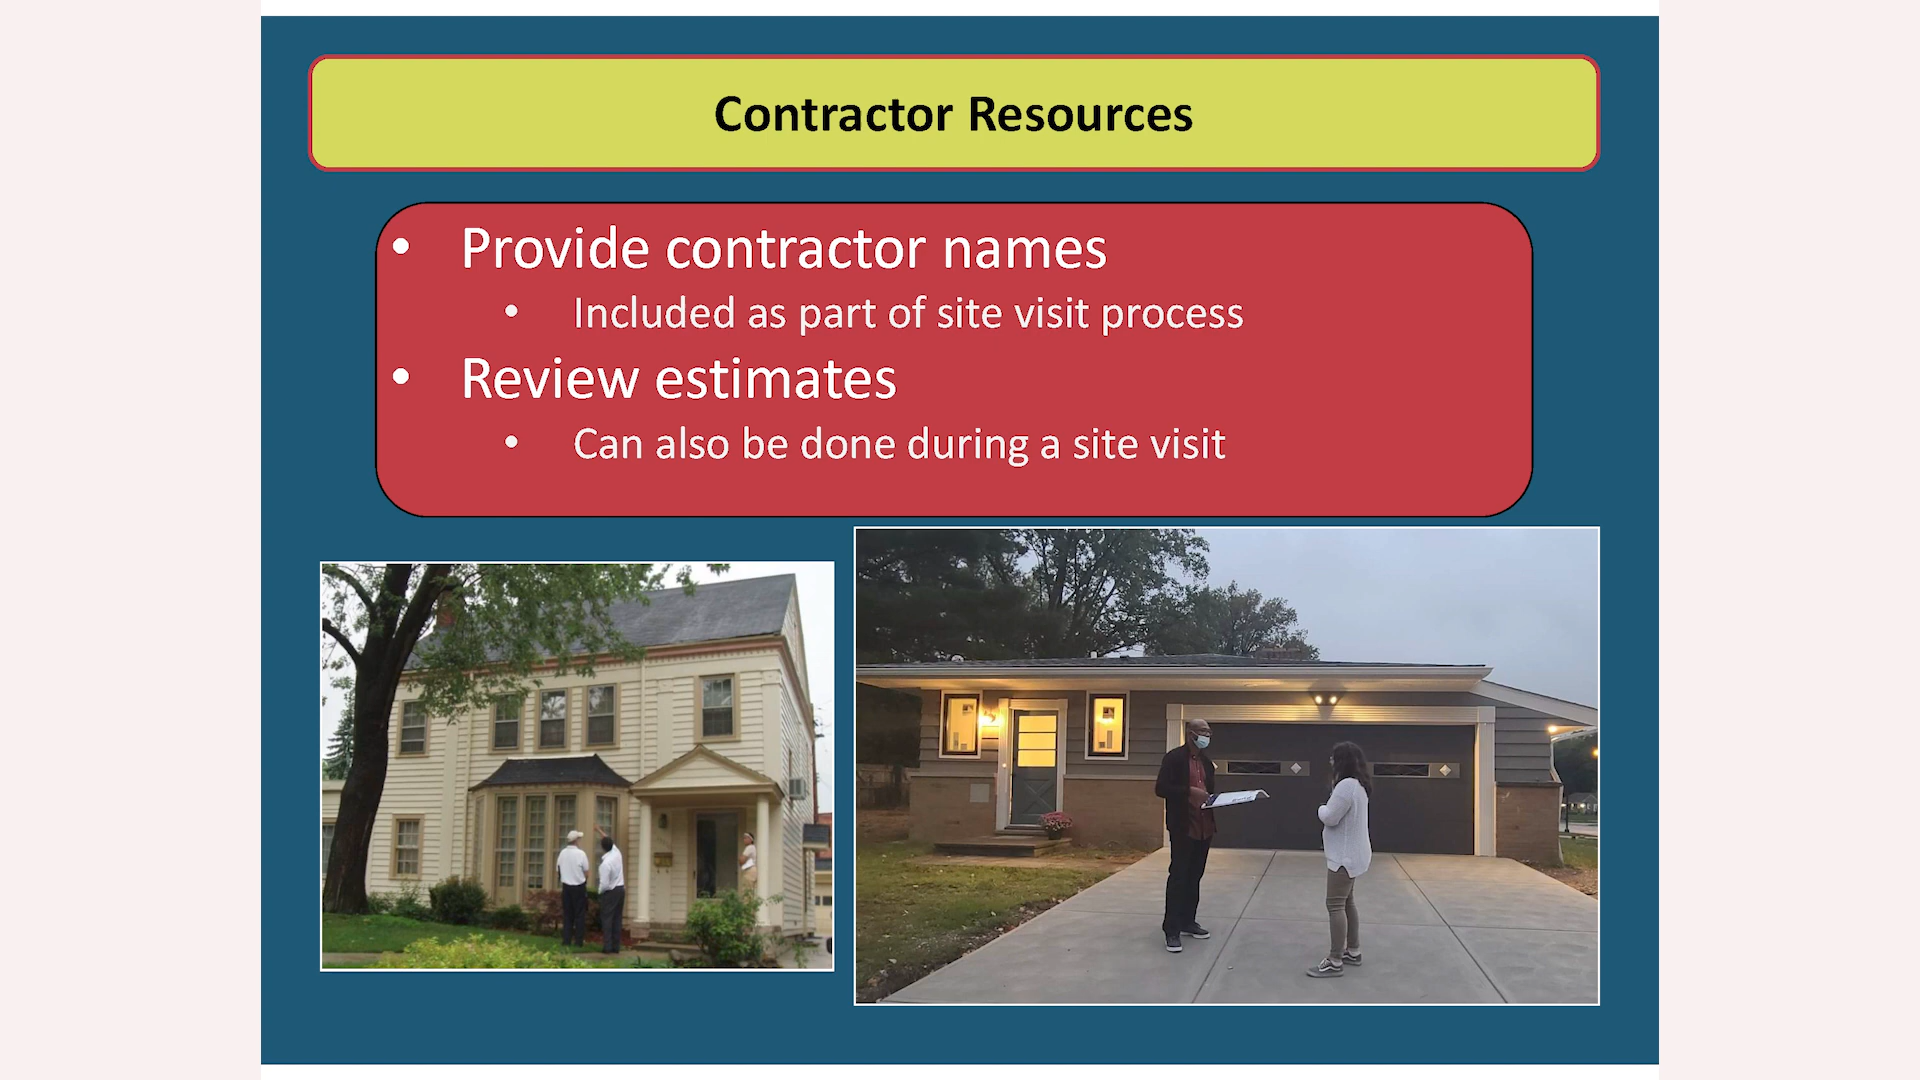 Contractor Resources
• Provide contractor names
• Included as part of site visit process
• Review estimates
• Can also be done during a site visit